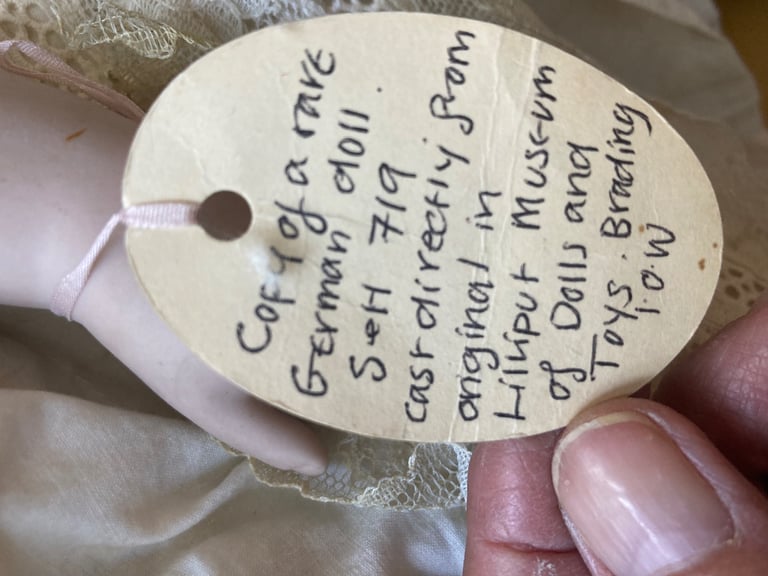 Copy of a rare
German doll.
S&H 719
cast directly from
original in
Lilliput Museum
of Dolls and
Toys. Brading
I.O.W